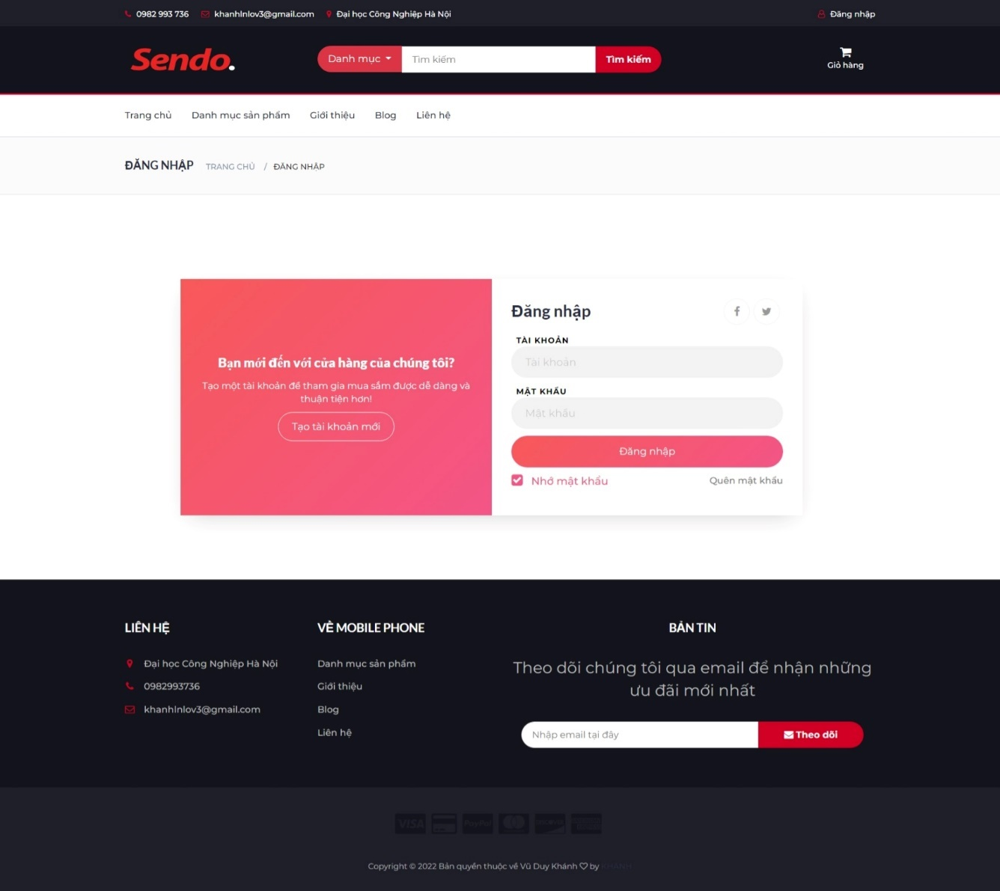 0982 993 736
khanhlnlov3@gmail.com
Đại học Công Nghiệp Hà Nội
Đăng nhập
Sendo.
Danh mục
Tìm kiếm
Tìm kiếm
Giỏ hàng
Trang chủ
Danh mục sản phẩm
Giới thiệu
Blog
Liên hệ
ĐĂNG NHẬP
TRANG CHỦ / ĐĂNG NHẬP
Bạn mới đến với cửa hàng của chúng tôi?
Tạo một tài khoản để tham gia mua sắm được dễ dàng và
thuận tiện hơn!
Tạo tài khoản mới
Đăng nhập
TÀI KHOẢN
Tài khoản
MẬT KHẨU
Mật khẩu
Đăng nhập
Nhớ mật khẩu
Quên mật khẩu
LIÊN HỆ
Đại học Công Nghiệp Hà Nội
0982993736
khanhlnlov3@gmail.com
VỀ MOBILE PHONE
Danh mục sản phẩm
Giới thiệu
Blog
Liên hệ
BẢN TIN
Theo dõi chúng tôi qua email để nhận những
ưu đãi mới nhất
Nhập email tại đây
Theo dõi
VISA
PayPal
DISCOVER
Copyright © 2022 Bản quyền thuộc về Vũ Duy Khánh ♡ by KHÁNH